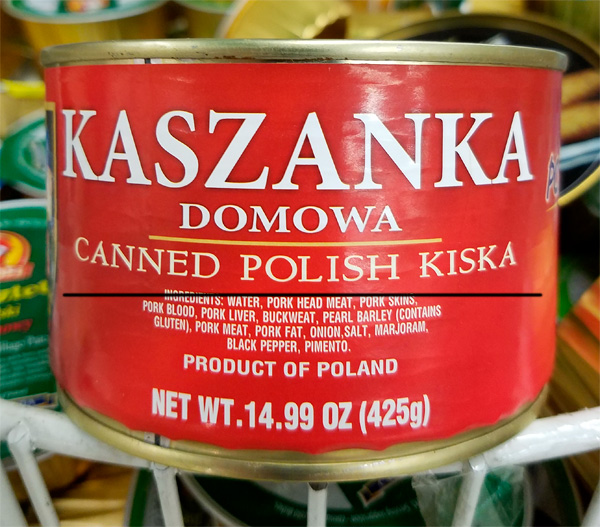 KASZANKA
DOMOWA
CANNED POLISH KISKA
INGREDIENTS: WATER, PORK HEAD MEAT, PORK SKINS,
PORK BLOOD, PORK LIVER, BUCKWEAT, PEARL BARLEY (CONTAINS
GLUTEN), PORK MEAT, PORK FAT, ONION,SALT, MARJORAM,
BLACK PEPPER, PIMENTO.
PRODUCT OF POLAND
NET WT.14.99 OZ (425g)